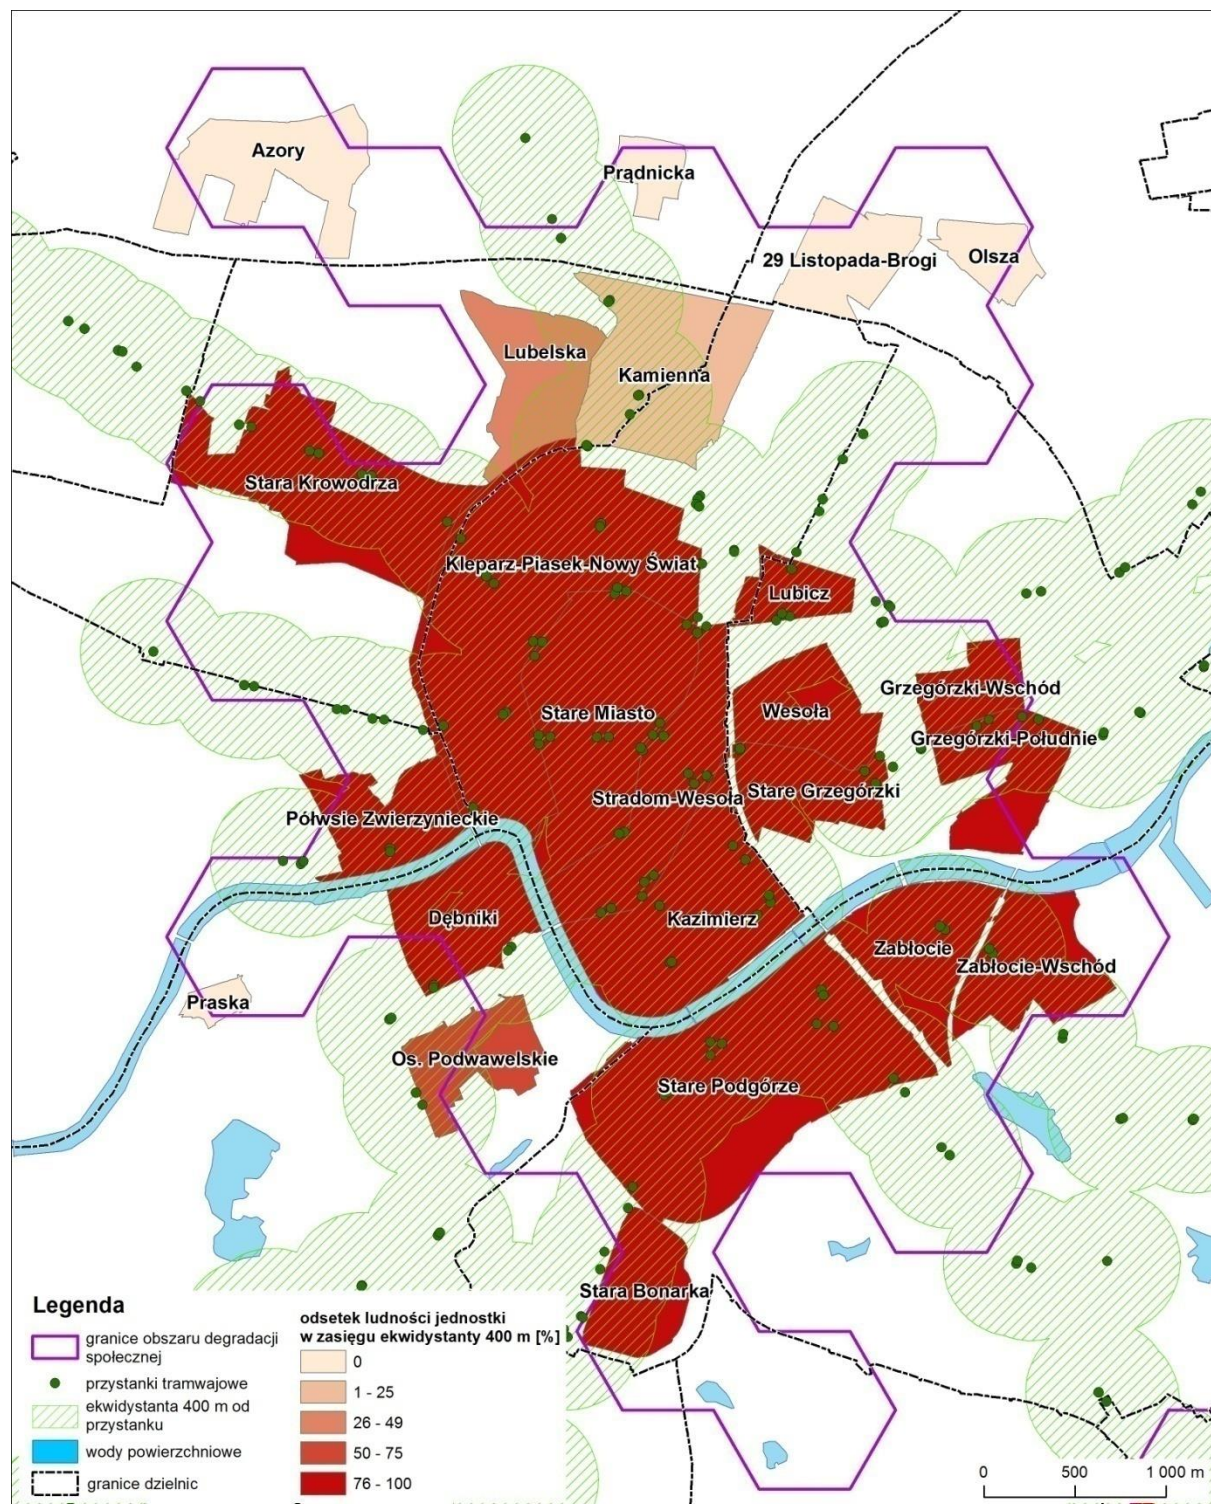 Azory
Prądnicka
29 Listopada-Brogi
Olsza
Lubelska
Kamienna
Stara Krowodrza
Kleparz-Piasek-Nowy Świat
Lubicz
Grzegórzki-Wschód
Wesoła
Stare Miasto
Grzegórzki-Południe
Stradom-Wesoła
Stare Grzegórzki
Półwsie Zwierzynieckie
Dębniki
Kazimierz
Zabłocie
Zabłocie-Wschód
Praska
Os. Podwawelskie
Stare Podgórze
Stara Bonarka
Legenda
granice obszaru degradacji
społecznej
przystanki tramwajowe
ekwidystanta 400 m od
przystanku
wody powierzchniowe
granice dzielnic
odsetek ludności jednostki
w zasięgu ekwidystanty 400 m [%]
0
1 - 25
26 - 49
50 - 75
76 - 100
0 500 1 000 m